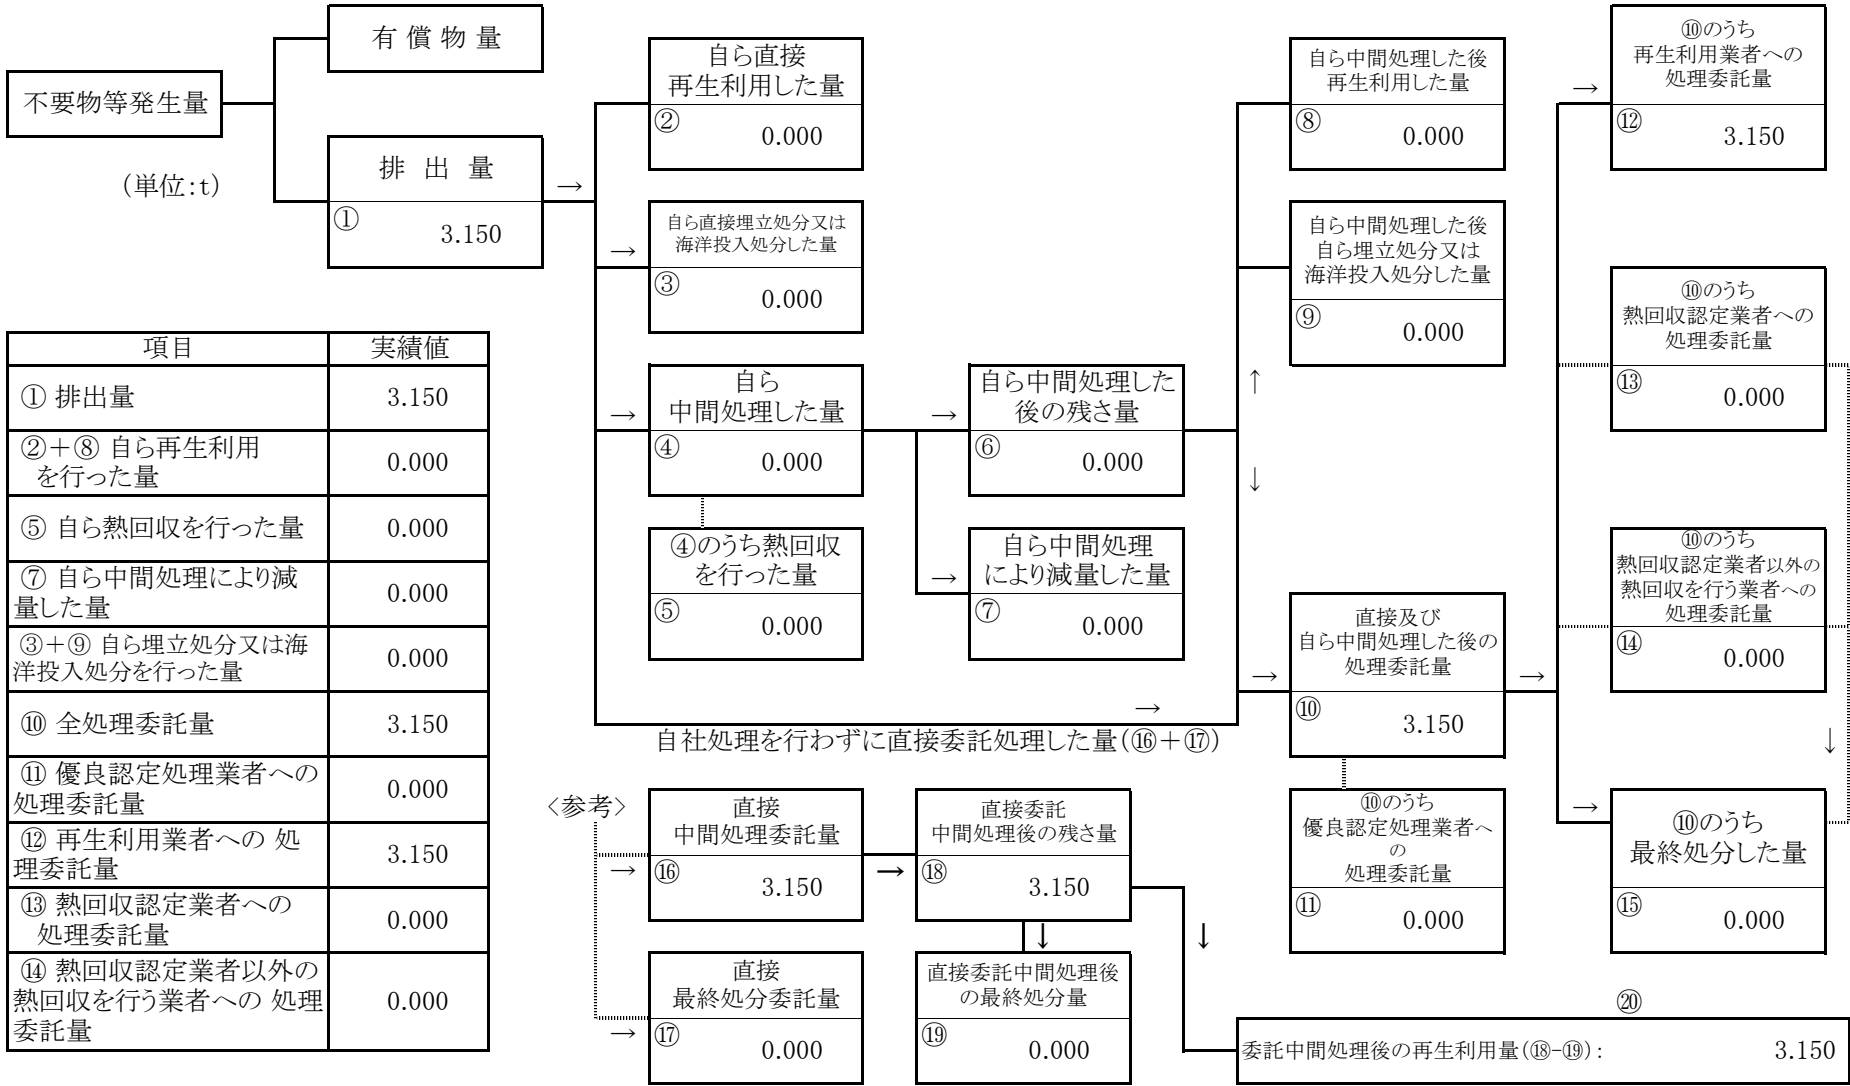 不要物等発生量
(単位:t)
有 償 物 量
排 出 量
①
3.150
→
自ら直接
再生利用した量
②
0.000
→
自ら直接埋立処分又は
海洋投入処分した量
③
0.000
→
自ら
中間処理した量
④
0.000
④のうち熱回収
を行った量
⑤
0.000
→
自ら中間処理した
後の残さ量
⑥
0.000
→
自ら中間処理
により減量した量
⑦
0.000
↑
↓
自ら中間処理した後
再生利用した量
⑧
0.000
自ら中間処理した後
自ら埋立処分又は
海洋投入処分した量
⑨
0.000
→
自社処理を行わずに直接委託処理した量(⑯+⑰)
→
直接及び
自ら中間処理した後の
処理委託量
⑩
3.150
→
⑩のうち
優良認定処理業者へ
の
処理委託量
⑪
0.000
→
⑩のうち
再生利用業者への
処理委託量
⑫
3.150
⑩のうち
熱回収認定業者への
処理委託量
⑬
0.000
⑩のうち
熱回収認定業者以外の
熱回収を行う業者への
処理委託量
⑭
0.000
↓
→
⑩のうち
最終処分した量
⑮
0.000
項目 実績値
① 排出量 3.150
②+⑧ 自ら再生利用
を行った量 0.000
⑤ 自ら熱回収を行った量 0.000
⑦ 自ら中間処理により減
量した量 0.000
③+⑨ 自ら埋立処分又は海
洋投入処分を行った量 0.000
⑩ 全処理委託量 3.150
⑪ 優良認定処理業者への
処理委託量 0.000
⑫ 再生利用業者への 処
理委託量 3.150
⑬ 熱回収認定業者への
処理委託量 0.000
⑭ 熱回収認定業者以外の
熱回収を行う業者への 処理
委託量 0.000
〈参考〉
→
直接
中間処理委託量
⑯
3.150
→
直接委託
中間処理後の残さ量
⑱
3.150
↓
↓
→
直接
最終処分委託量
⑰
0.000
直接委託中間処理後
の最終処分量
⑲
0.000
⑳
委託中間処理後の再生利用量(⑱-⑲): 3.150